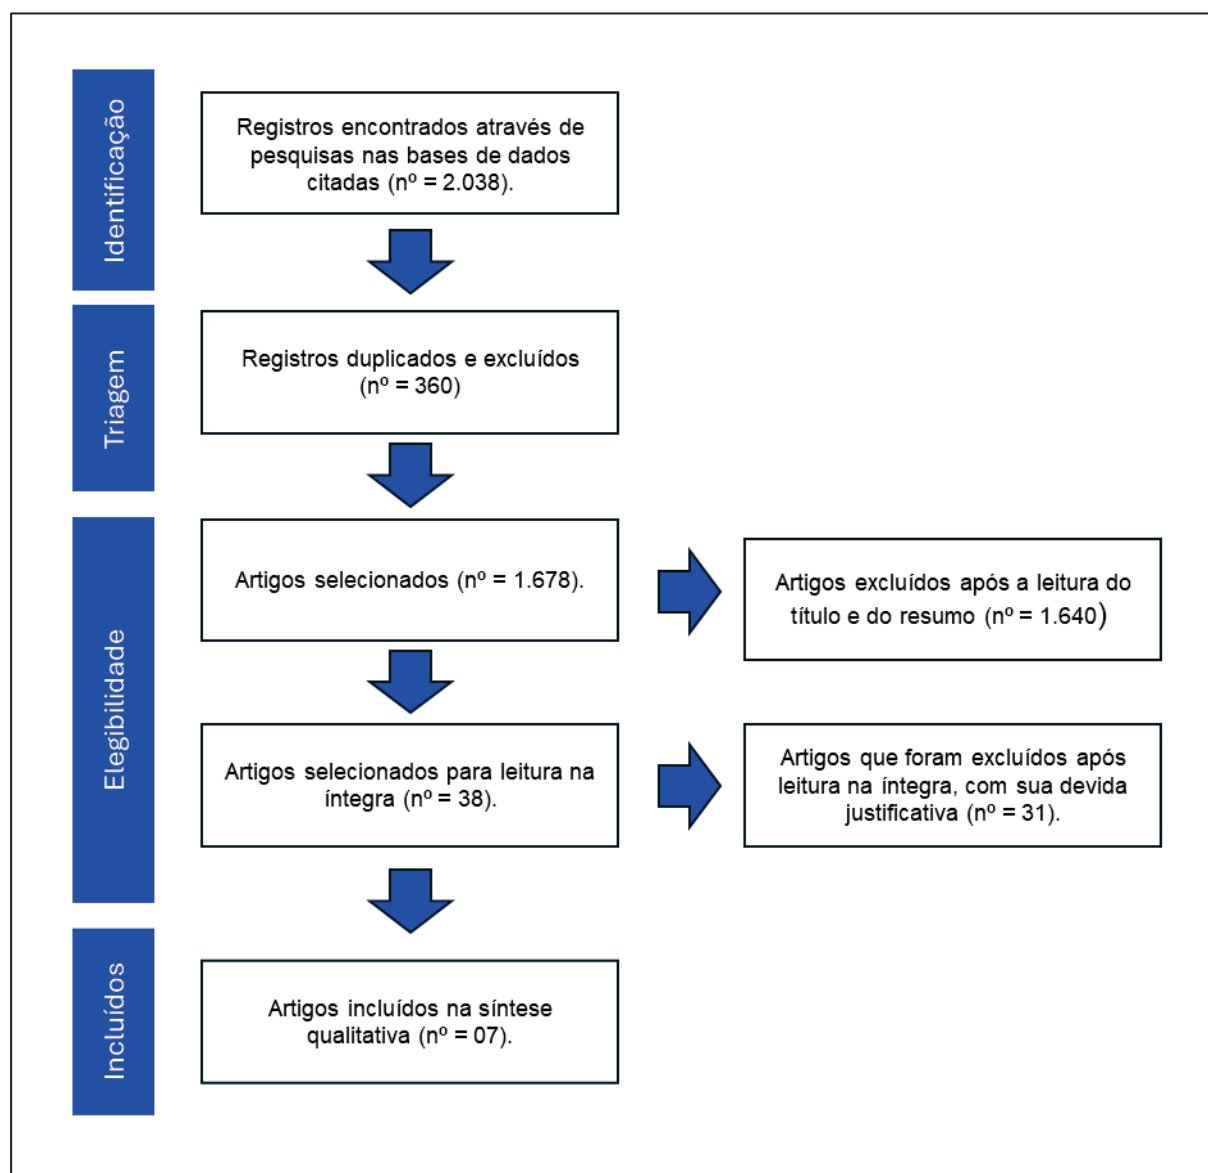 Identificação
Registros encontrados através de
pesquisas nas bases de dados
citadas (nº = 2.038).
Triagem
Registros duplicados e excluídos
(nº = 360)
Elegibilidade
Artigos selecionados (nº = 1.678).
Artigos excluídos após a leitura do
título e do resumo (nº = 1.640)
Artigos selecionados para leitura na
íntegra (nº = 38).
Artigos que foram excluídos após
leitura na íntegra, com sua devida
justificativa (nº = 31).
Incluídos
Artigos incluídos na síntese
qualitativa (nº = 07).